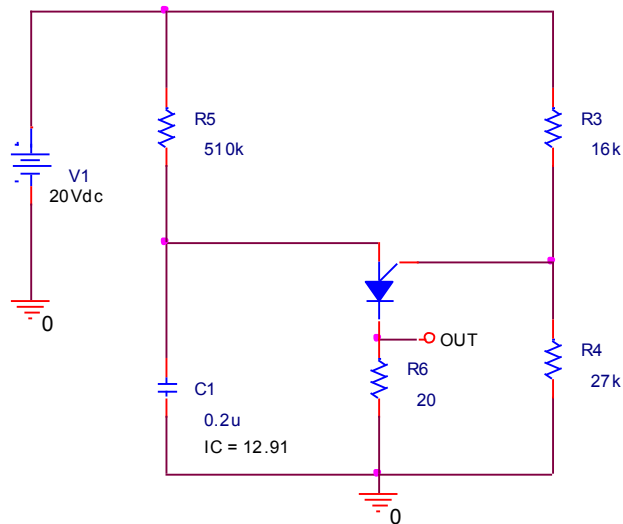 R5
510k
R3
16k
V1
20Vdc
0
OUT
R6
20
R4
27k
C1
0.2u
IC = 12.91
0